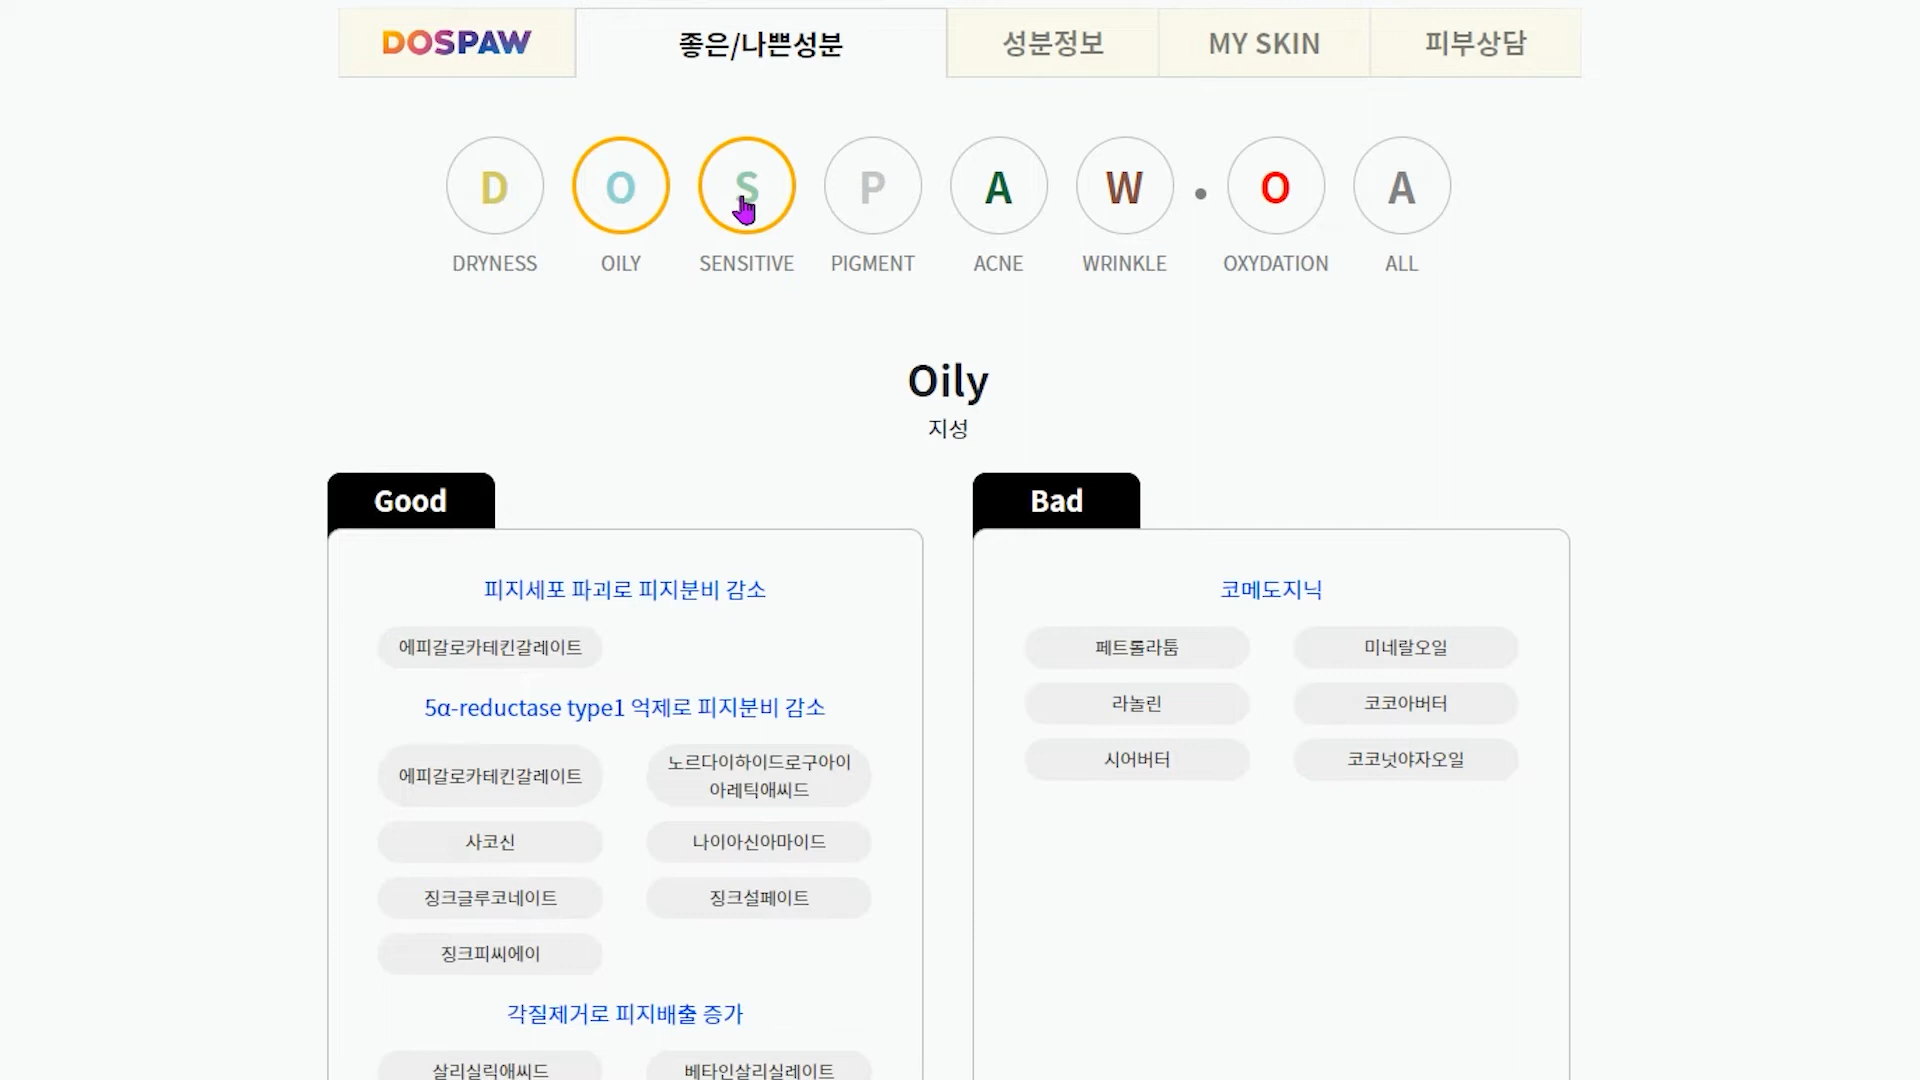 DOSPAW
좋은/나쁜성분
성분정보
MY SKIN
피부상담
D
O
S
P
A
W
O
A
DRYNESS
OILY
SENSITIVE
PIGMENT
ACNE
WRINKLE
OXYDATION
ALL
Oily
지성
Good
피지세포 파괴로 피지분비 감소
에피갈로카테킨갈레이트
5α-reductase type1 억제로 피지분비 감소
에피갈로카테킨갈레이트
노르다이하이드로구아이
아레틱애씨드
사코신
나이아신아마이드
징크글루코네이트
징크설페이트
징크피씨에이
각질제거로 피지배출 증가
살리실릭애씨드
베타인살리실레이트
Bad
코메도지닉
페트롤라툼
미네랄오일
라놀린
코코아버터
시어버터
코코넛야자오일